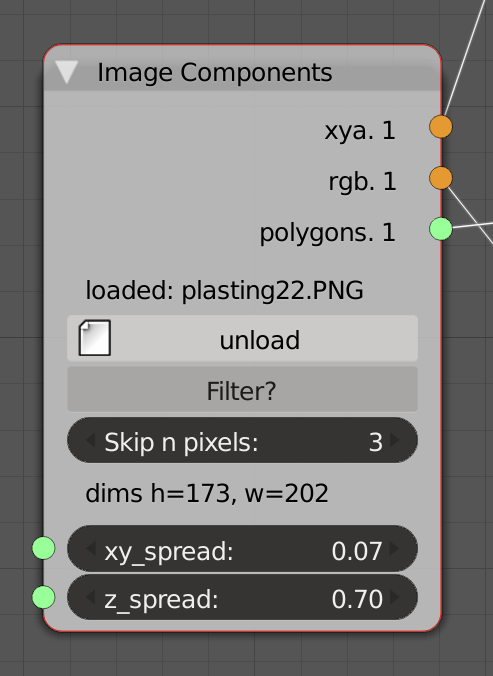 Image Components
xya. 1
rgb. 1
polygons. 1
loaded: plasting22.PNG
unload
Filter?
Skip n pixels: 3
dims h=173, w=202
xy_spread: 0.07
z_spread: 0.70